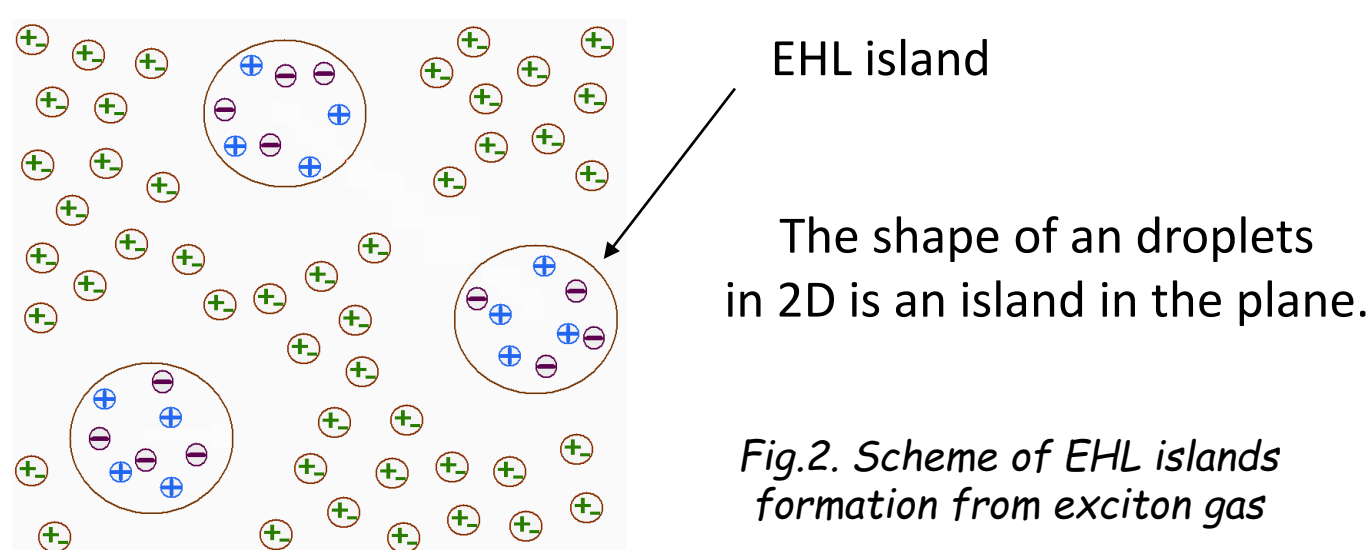 EHL island
The shape of an droplets
in 2D is an island in the plane.
Fig.2. Scheme of EHL islands
formation from exciton gas